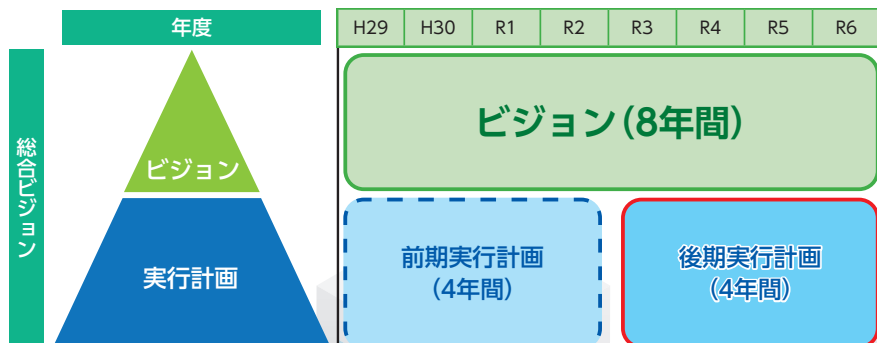 年度
H29 H30 R1 R2 R3 R4 R5 R6
総合ビジョン
ビジョン
ビジョン(8年間)
実行計画
前期実行計画
(4年間)
後期実行計画
(4年間)